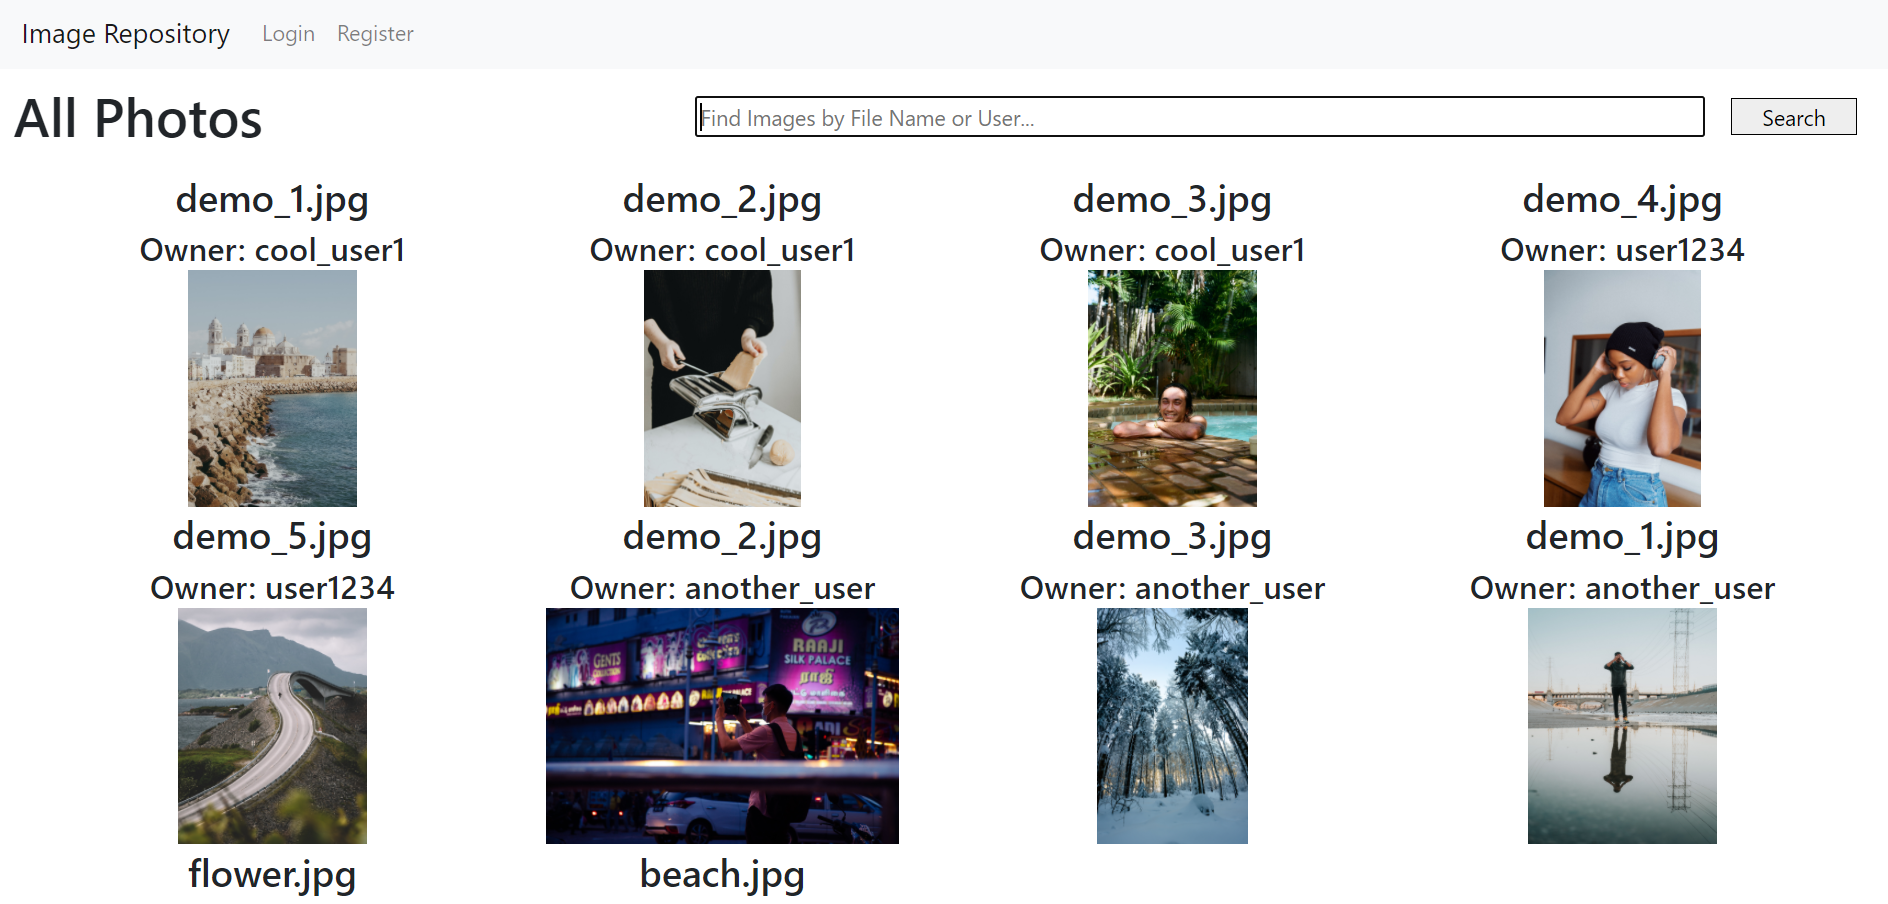 Image Repository Login Register
All Photos
Find Images by File Name or User...
Search
demo_1.jpg
Owner: cool_user1
demo_2.jpg
Owner: cool_user1
demo_3.jpg
Owner: cool_user1
demo_4.jpg
Owner: user1234
demo_5.jpg
Owner: user1234
demo_2.jpg
Owner: another_user
GENTS
RAAJI
SILK PALACE
ராஜி
demo_3.jpg
Owner: another_user
demo_1.jpg
Owner: another_user
flower.jpg
beach.jpg